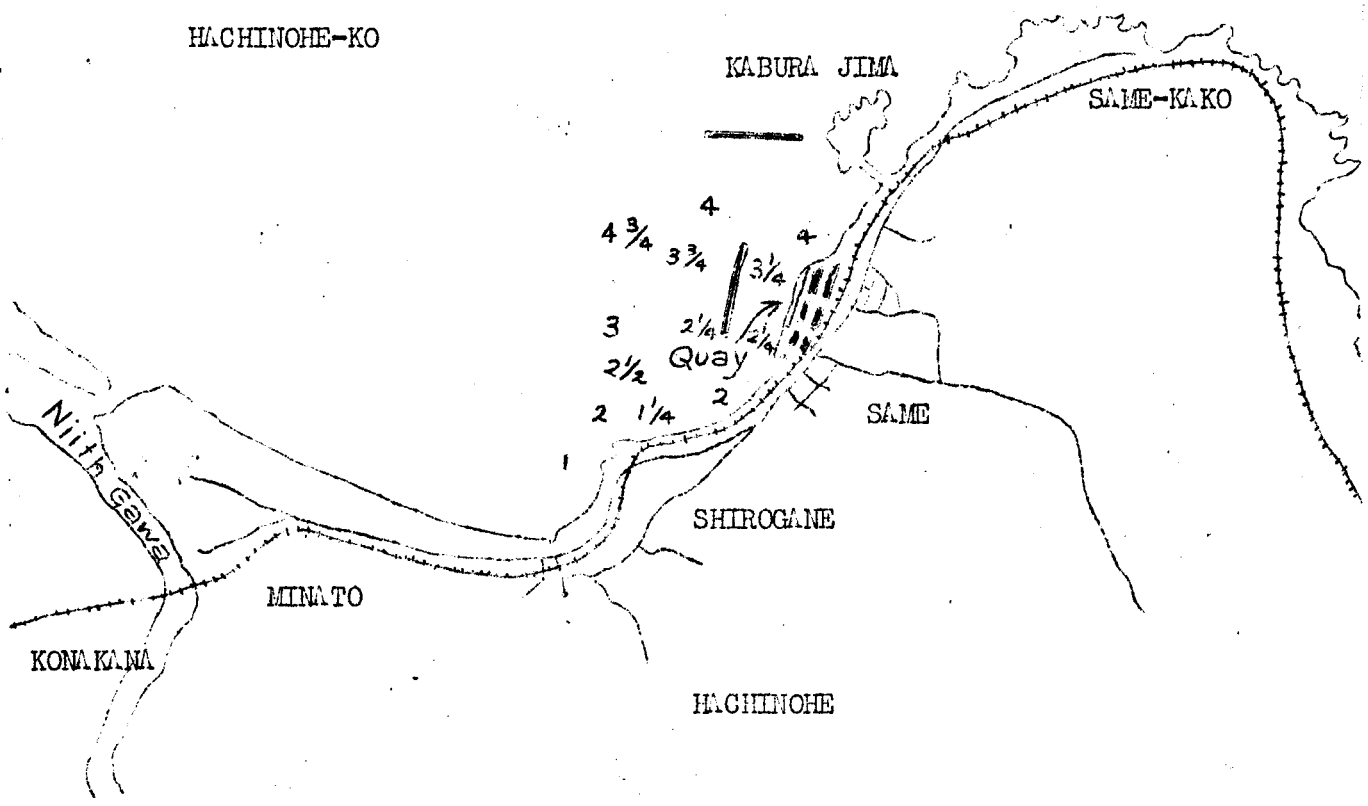 HACHINOHE-KO
KABURA JIMA
SAME-KAKO
4
4 3/4
3 3/4
4
3 1/4
3
2 1/4
2 1/4
Quay
2 1/2
2
2
1 1/4
SAME
1
Niith gawa
SHIROGANE
MINATO
KONAKANA
HACHINOHE